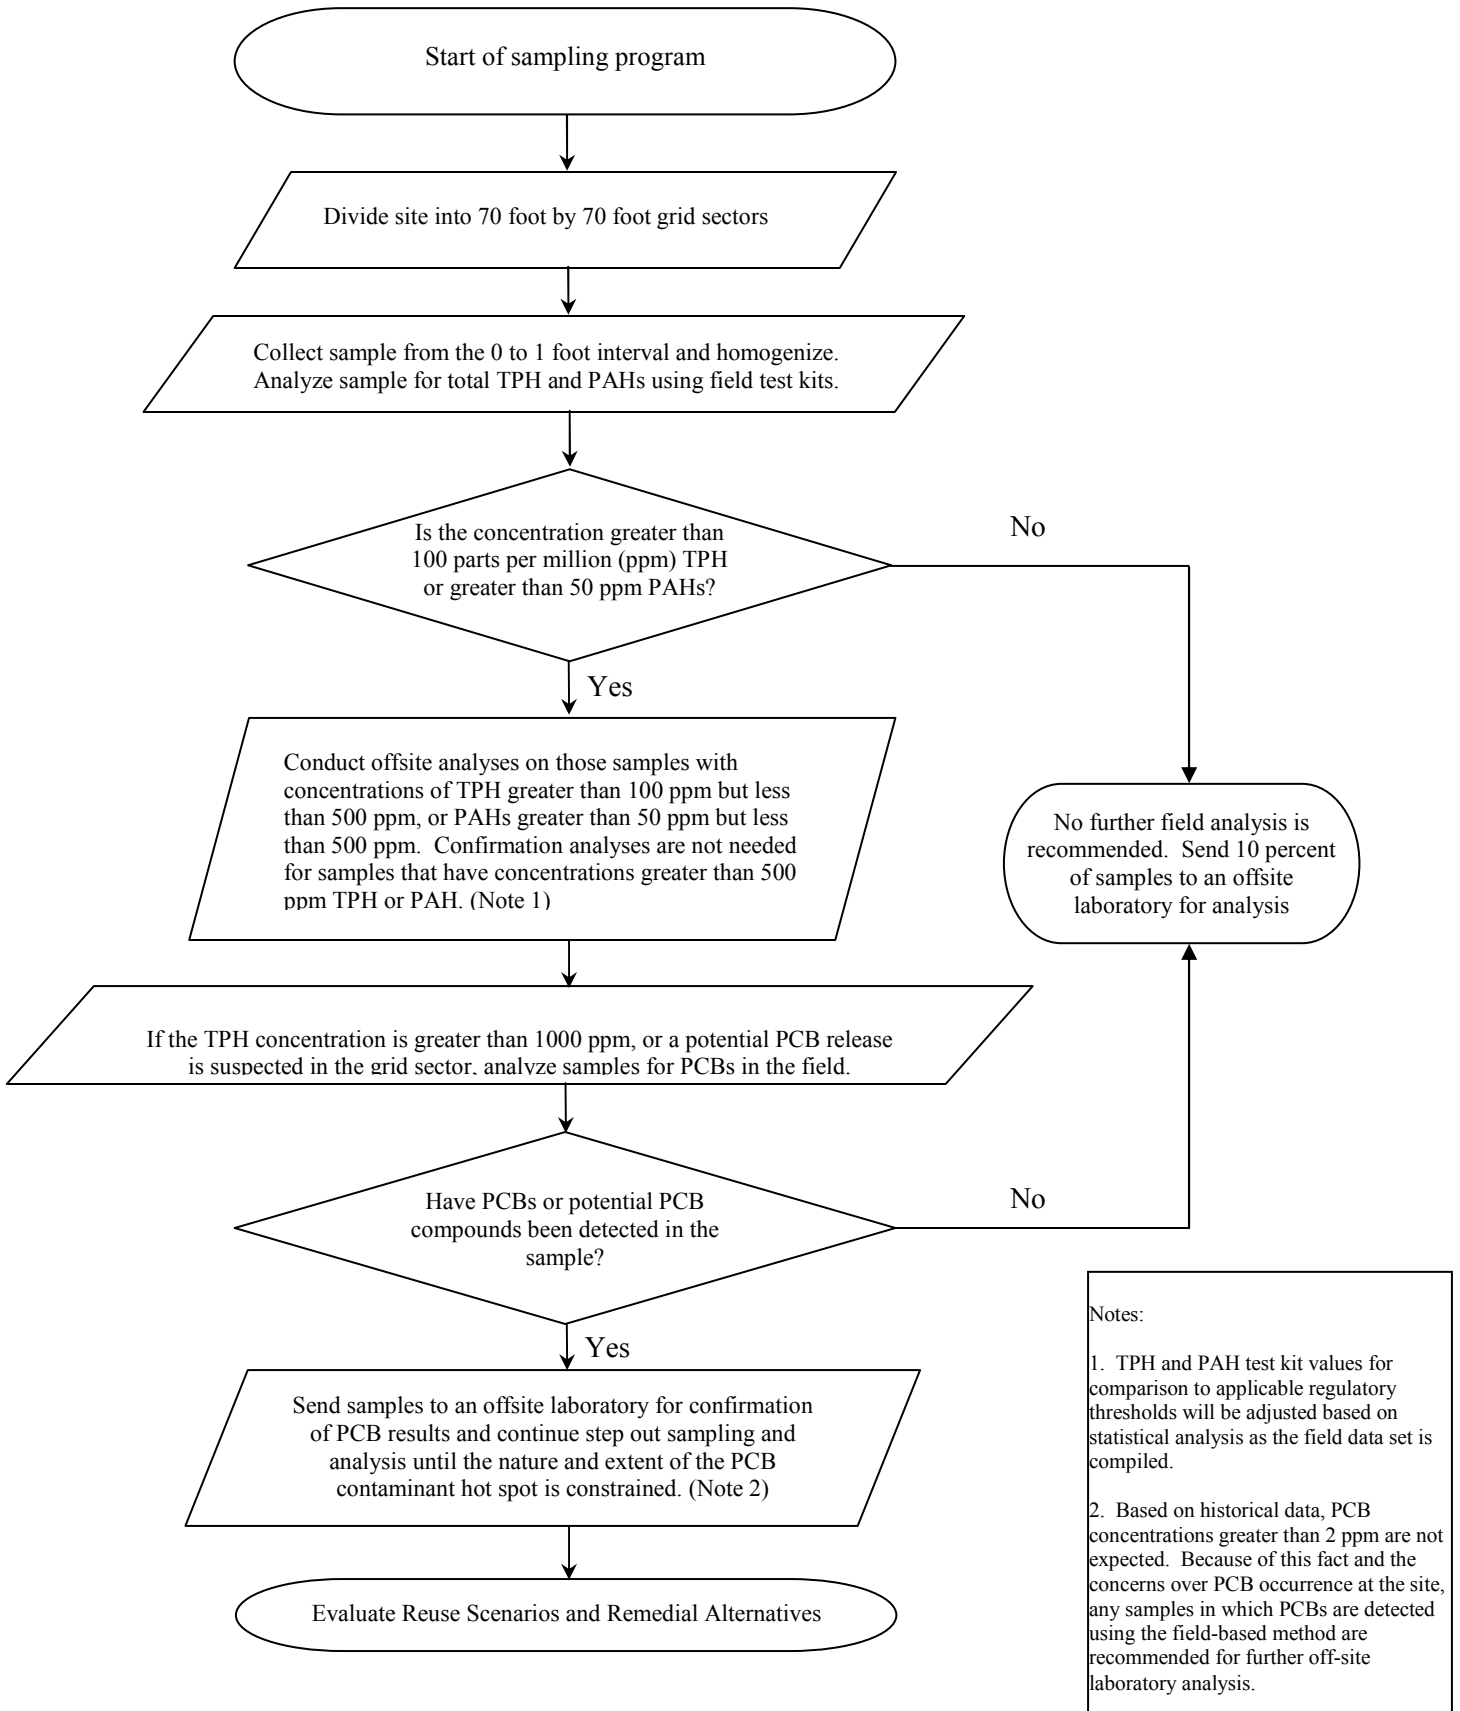 Start of sampling program
Divide site into 70 foot by 70 foot grid sectors
Collect sample from the 0 to 1 foot interval and homogenize.
Analyze sample for total TPH and PAHs using field test kits.
Is the concentration greater than
100 parts per million (ppm) TPH
or greater than 50 ppm PAHs?
No
Yes
Conduct offsite analyses on those samples with
concentrations of TPH greater than 100 ppm but less
than 500 ppm, or PAHs greater than 50 ppm but less
than 500 ppm.  Confirmation analyses are not needed
for samples that have concentrations greater than 500
ppm TPH or PAH. (Note 1)
No further field analysis is
recommended.  Send 10 percent
of samples to an offsite
laboratory for analysis
If the TPH concentration is greater than 1000 ppm, or a potential PCB release
is suspected in the grid sector, analyze samples for PCBs in the field.
Have PCBs or potential PCB
compounds been detected in the
sample?
No
Yes
Send samples to an offsite laboratory for confirmation
of PCB results and continue step out sampling and
analysis until the nature and extent of the PCB
contaminant hot spot is constrained. (Note 2)
Evaluate Reuse Scenarios and Remedial Alternatives
Notes:
1.  TPH and PAH test kit values for
comparison to applicable regulatory
thresholds will be adjusted based on
statistical analysis as the field data set is
compiled.
2.  Based on historical data, PCB
concentrations greater than 2 ppm are not
expected.  Because of this fact and the
concerns over PCB occurrence at the site,
any samples in which PCBs are detected
using the field-based method are
recommended for further off-site
laboratory analysis.